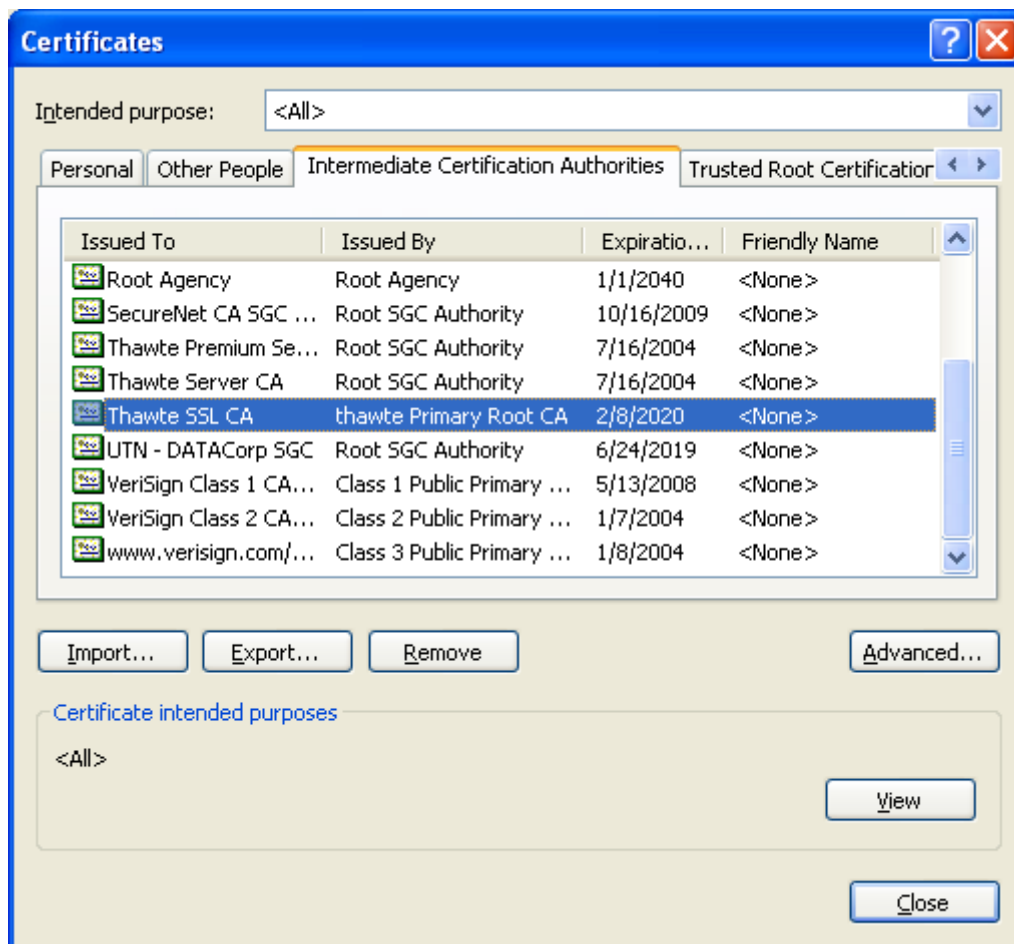 Certificates
Intended purpose: <All>
Personal Other People Intermediate Certification Authorities Trusted Root Certification
Issued To Issued By Expiratio... Friendly Name
Root Agency Root Agency 1/1/2040 <None>
SecureNet CA SGC ... Root SGC Authority 10/16/2009 <None>
Thawte Premium Se... Root SGC Authority 7/16/2004 <None>
Thawte Server CA Root SGC Authority 7/16/2004 <None>
Thawte SSL CA thawte Primary Root CA 2/8/2020 <None>
UTN - DATACorp SGC Root SGC Authority 6/24/2019 <None>
VeriSign Class 1 CA... Class 1 Public Primary ... 5/13/2008 <None>
VeriSign Class 2 CA... Class 2 Public Primary ... 1/7/2004 <None>
www.verisign.com/... Class 3 Public Primary ... 1/8/2004 <None>
Import... Export... Remove Advanced...
Certificate intended purposes
<All>
View
Close